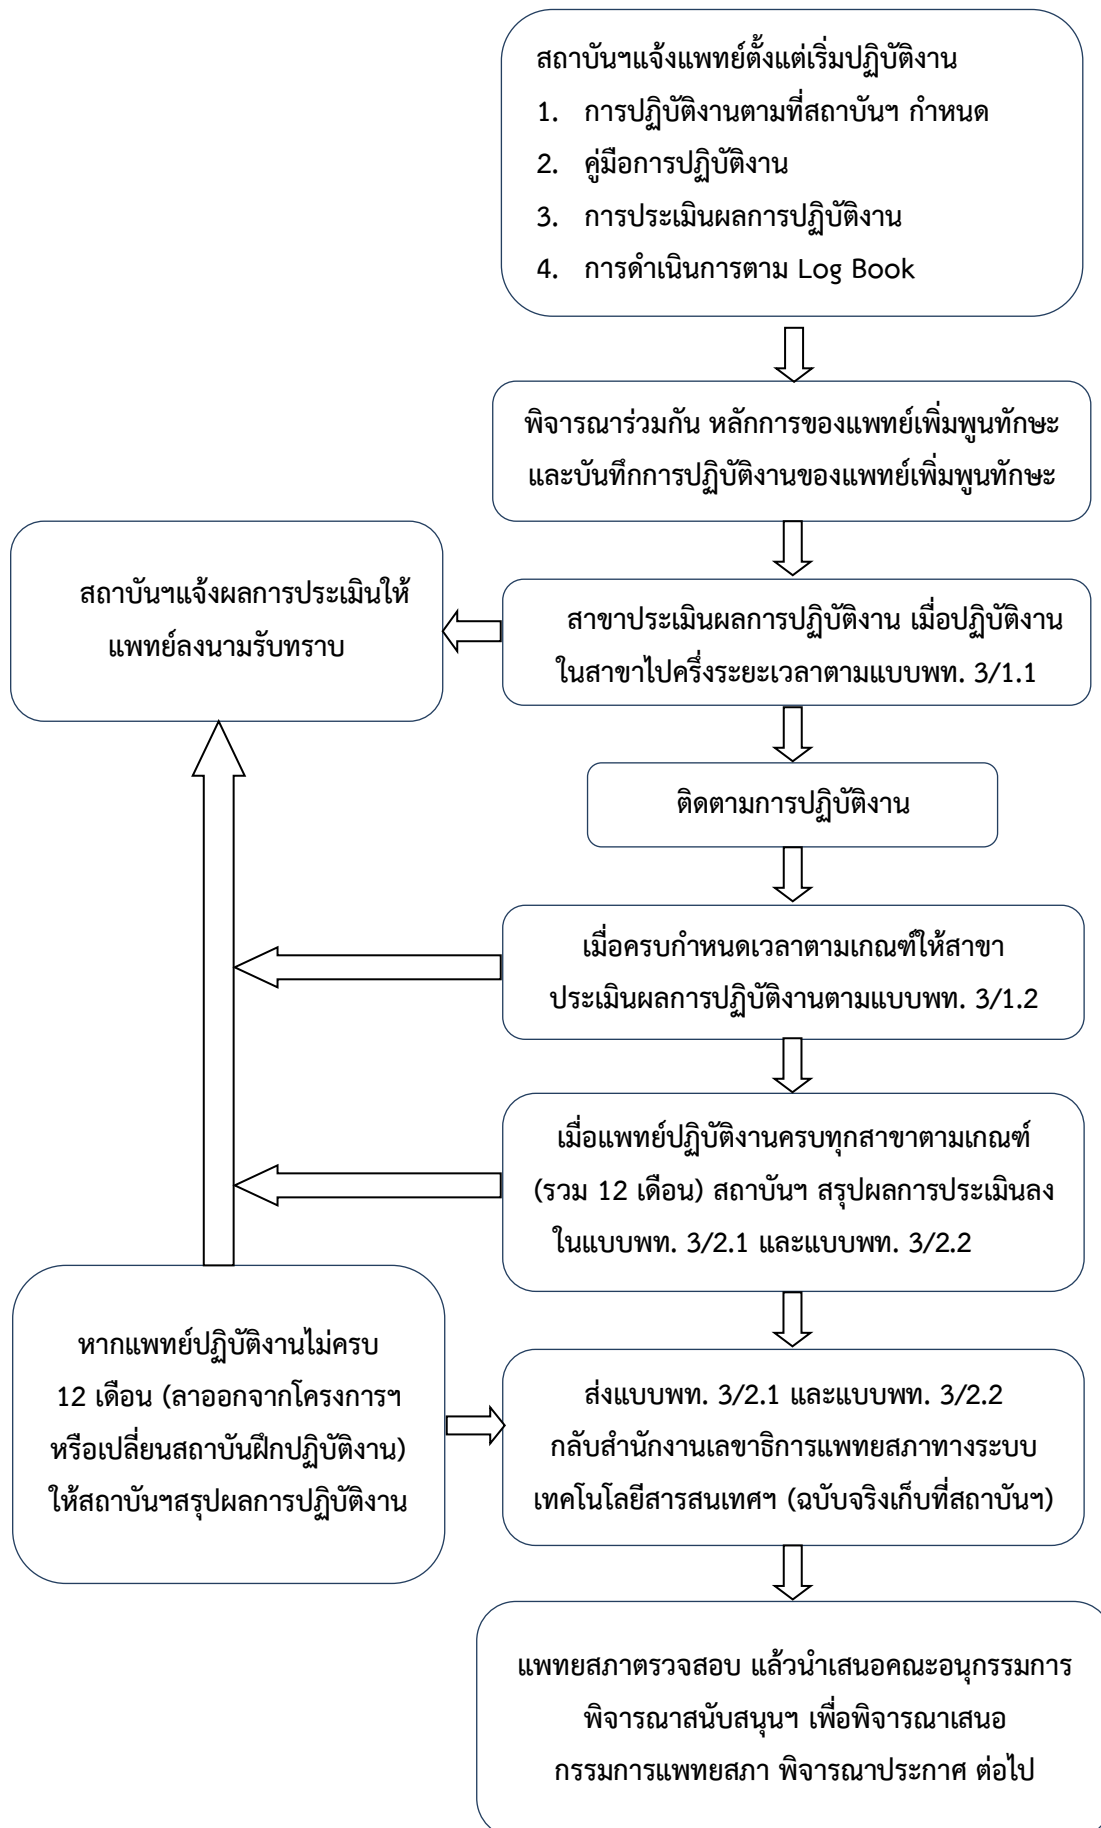 สถาบันฯแจ้งแพทย์ตั้งแต่เริ่มปฏิบัติงาน
1. การปฏิบัติงานตามที่สถาบันฯ กำหนด
2. คู่มือการปฏิบัติงาน
3. การประเมินผลการปฏิบัติงาน
4. การดำเนินการตาม Log Book
พิจารณาร่วมกัน หลักการของแพทย์เพิ่มพูนทักษะ
และบันทึกการปฏิบัติงานของแพทย์เพิ่มพูนทักษะ
สถาบันฯแจ้งผลการประเมินให้
แพทย์ลงนามรับทราบ
สาขาประเมินผลการปฏิบัติงาน เมื่อปฏิบัติงาน
ในสาขาไปครึ่งระยะเวลาตามแบบพท. 3/1.1
ติดตามการปฏิบัติงาน
เมื่อครบกำหนดเวลาตามเกณฑ์ให้สาขา
ประเมินผลการปฏิบัติงานตามแบบพท. 3/1.2
เมื่อแพทย์ปฏิบัติงานครบทุกสาขาตามเกณฑ์
(รวม 12 เดือน) สถาบันฯ สรุปผลการประเมินลง
ในแบบพท. 3/2.1 และแบบพท. 3/2.2
หากแพทย์ปฏิบัติงานไม่ครบ
12 เดือน (ลาออกจากโครงการฯ
หรือเปลี่ยนสถาบันฝึกปฏิบัติงาน)
ให้สถาบันฯสรุปผลการปฏิบัติงาน
ส่งแบบพท. 3/2.1 และแบบพท. 3/2.2
กลับสำนักงานเลขาธิการแพทยสภาทางระบบ
เทคโนโลยีสารสนเทศฯ (ฉบับจริงเก็บที่สถาบันฯ)
แพทยสภาตรวจสอบ แล้วนำเสนอคณะอนุกรรมการ
พิจารณาสนับสนุนฯ เพื่อพิจารณาเสนอ
กรรมการแพทยสภา พิจารณาประกาศ ต่อไป